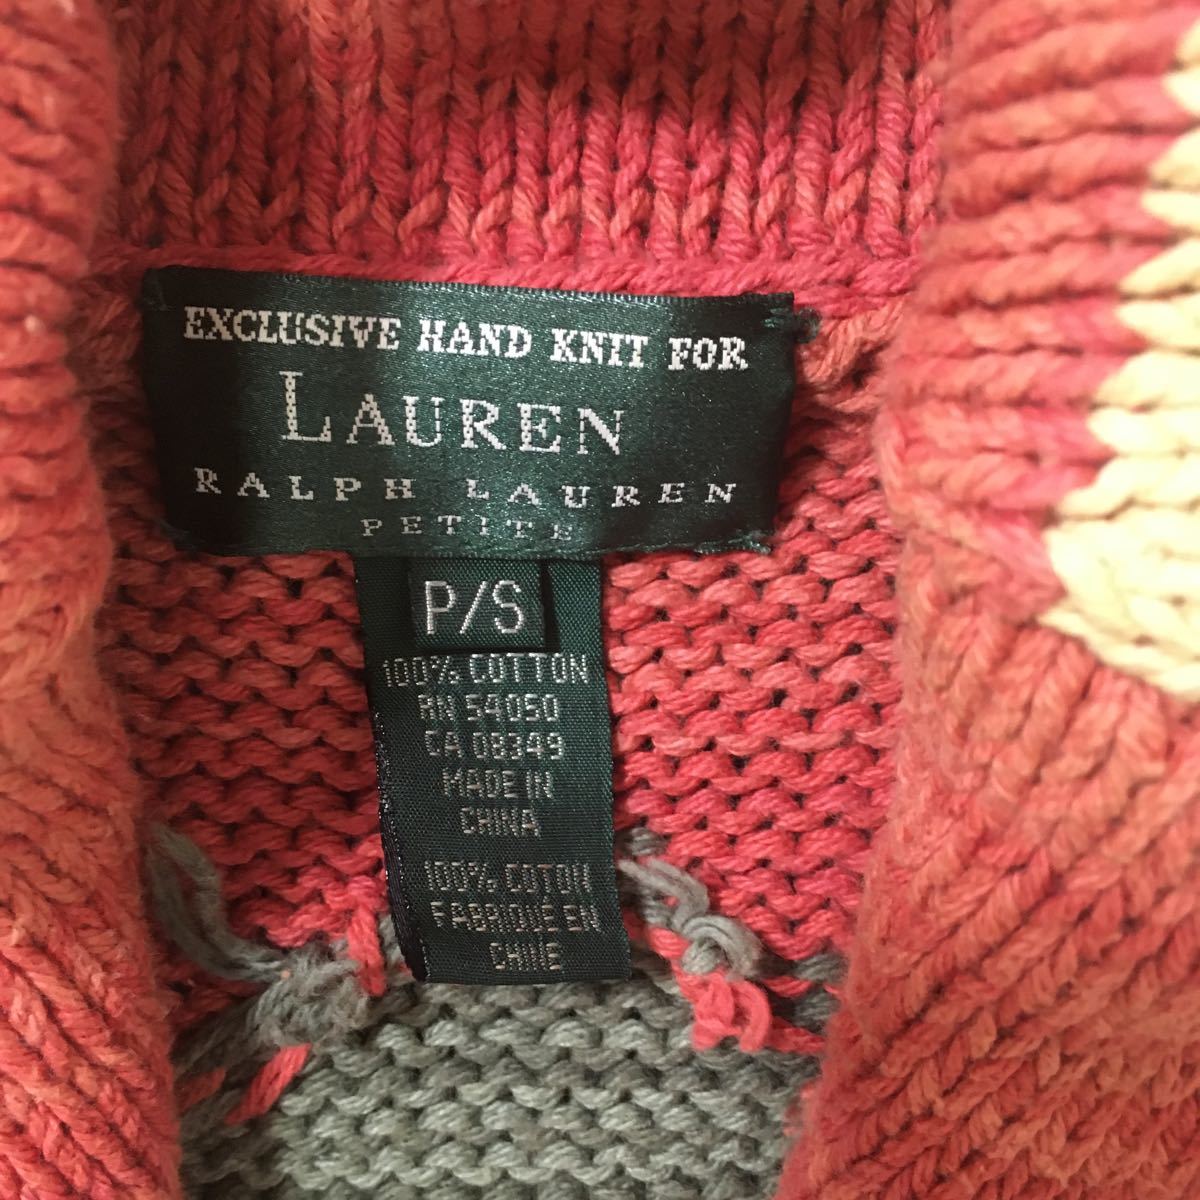 EXCLUSIVE HAND KNIT FOR
LAUREN
RALPH LAUREN
PETITE
P/S
100% COTTON
RN 54050
CA 08349
MADE IN
CHINA
100% COTON
FABRIQUÉ EN
CHINE